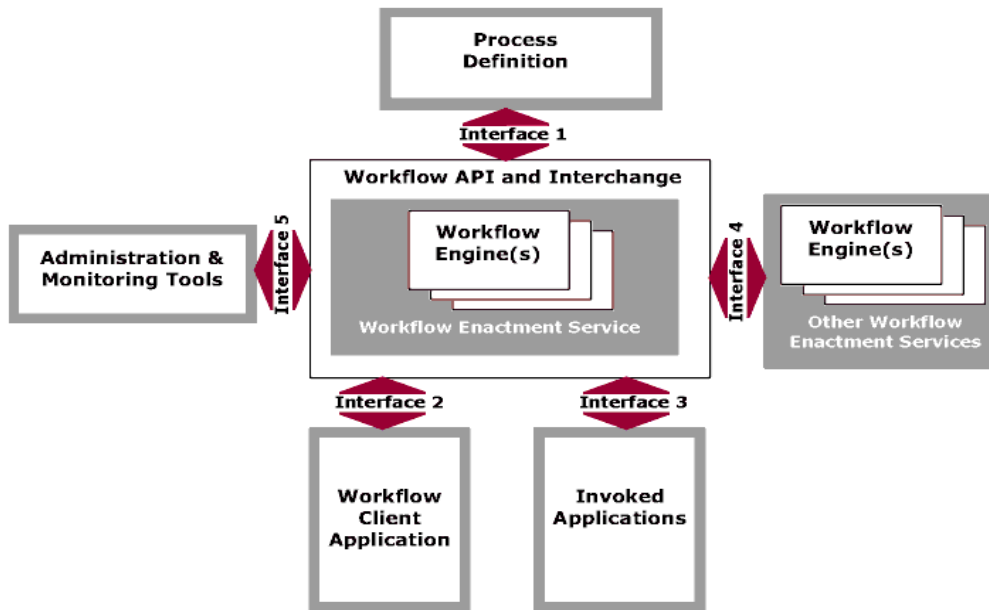 Process
Definition
Interface 1
Workflow API and Interchange
Workflow
Engine(s)
Workflow Enactment Service
Interface 5
Administration &
Monitoring Tools
Interface 4
Workflow
Engine(s)
Other Workflow
Enactment Services
Interface 2
Interface 3
Workflow
Client
Application
Invoked
Applications